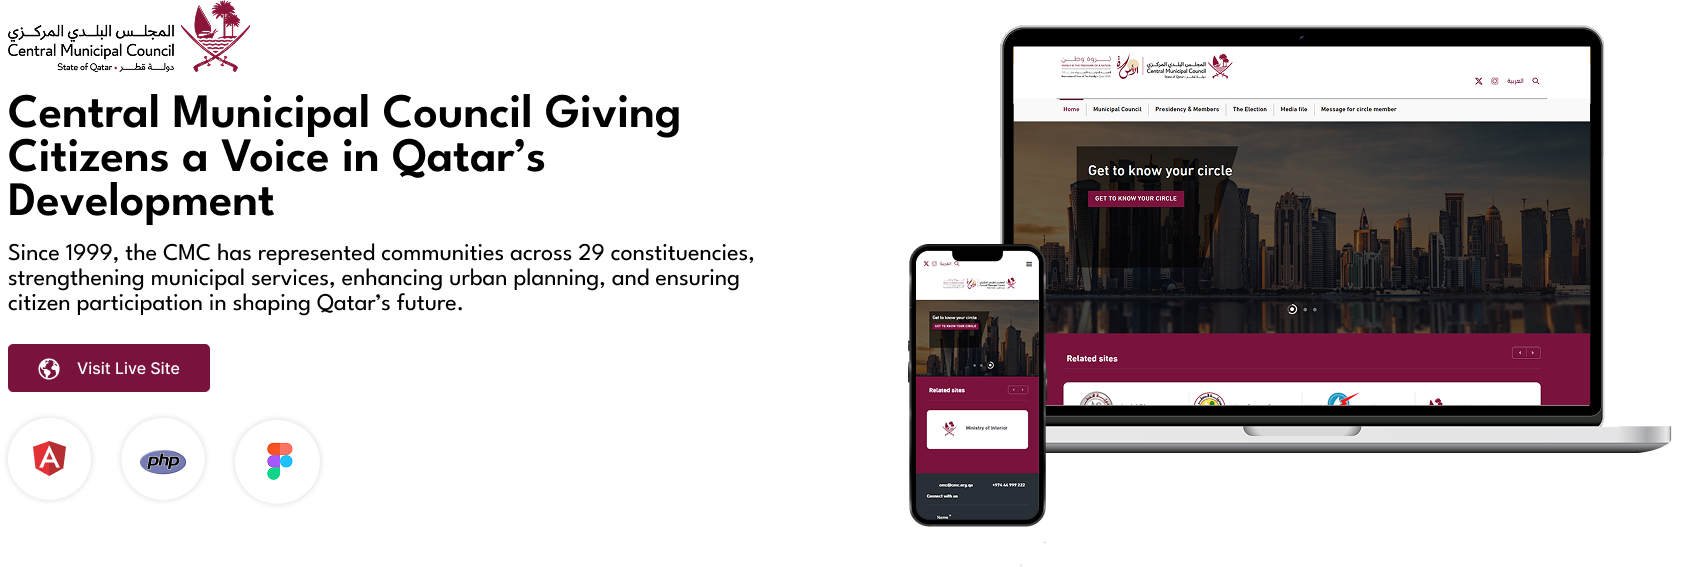 المجلس البلدي المركزي
Central Municipal Council
State of Qatar • دولة قطر
Central Municipal Council Giving
Citizens a Voice in Qatar’s
Development
Since 1999, the CMC has represented communities across 29 constituencies,
strengthening municipal services, enhancing urban planning, and ensuring
citizen participation in shaping Qatar’s future.
Visit Live Site
php
المجلس البلدي المركزي
Central Municipal Council
State of Qatar • دولة قطر
العربية
Home Municipal Council Presidency & Members The Election Media file Message for circle member
Get to know your circle
GET TO KNOW YOUR CIRCLE
Related sites
العربية
Get to know your circle
GET TO KNOW YOUR CIRCLE
Related sites
Ministry of Interior
cmc@cmc.org.qa +974 44 999 222
Connect with us
Name *